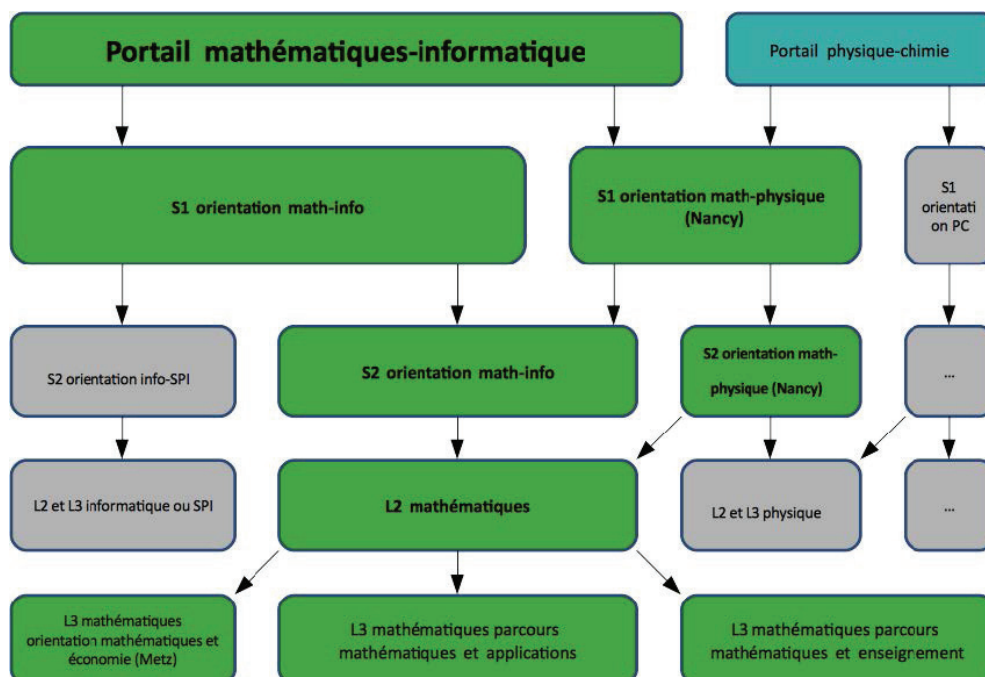 Portail mathématiques-informatique
Portail physique-chimie
S1 orientation math-info
S1 orientation math-physique
(Nancy)
S1
orientati
on PC
S2 orientation info-SPI
S2 orientation math-info
S2 orientation math-
physique (Nancy)
...
L2 et L3 informatique ou SPI
L2 mathématiques
L2 et L3 physique
...
L3 mathématiques
orientation mathématiques et
économie (Metz)
L3 mathématiques parcours
mathématiques et applications
L3 mathématiques parcours
mathématiques et enseignement